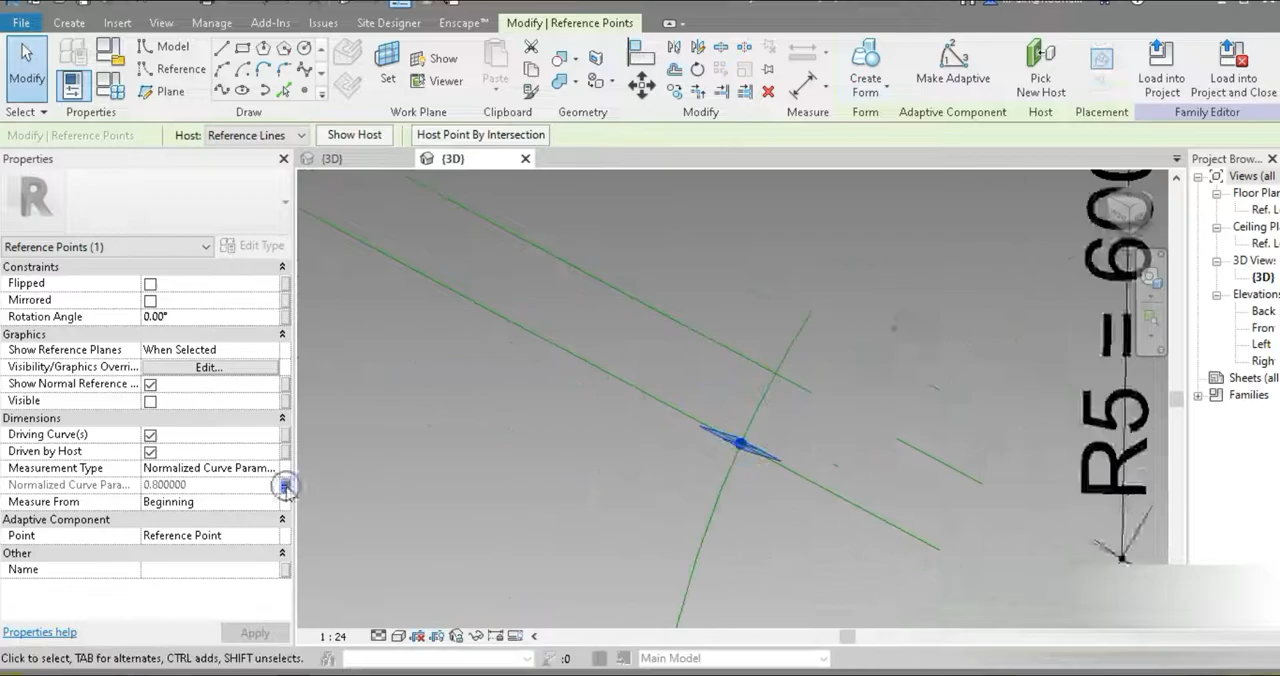 File Create Insert View Manage Add-Ins Issues Site Designer Enscape™ Modify | Reference Points
Modify
Model
Reference
Plane
Set
Show
Viewer
Paste
Create
Form
Make Adaptive
Pick
New Host
Load into
Project
Load into
Project and Close
Select Properties Draw Work Plane Clipboard Geometry Modify Measure Form Adaptive Component Host Placement Family Editor
Modify | Reference Points Host: Reference Lines Show Host Host Point By Intersection
Properties
{3D}
{3D}
Project Brow...
R
Reference Points (1) Edit Type
Constraints
Flipped
Mirrored
Rotation Angle 0.00°
Graphics
Show Reference Planes When Selected
Visibility/Graphics Overri... Edit...
Show Normal Reference ...
Visible
Dimensions
Driving Curve(s)
Driven by Host
Measurement Type Normalized Curve Param...
Normalized Curve Para... 0.800000
Measure From Beginning
Adaptive Component
Point Reference Point
Other
Name
Properties help Apply
R5 = 600
Views (all
Floor Plan
Ref. L
Ceiling Pl
Ref. L
3D Views
{3D}
Elevations
Back
Fron
Left
Righ
Sheets (all
Families
1 : 24
Click to select, TAB for alternates, CTRL adds, SHIFT unselects. :0 Main Model